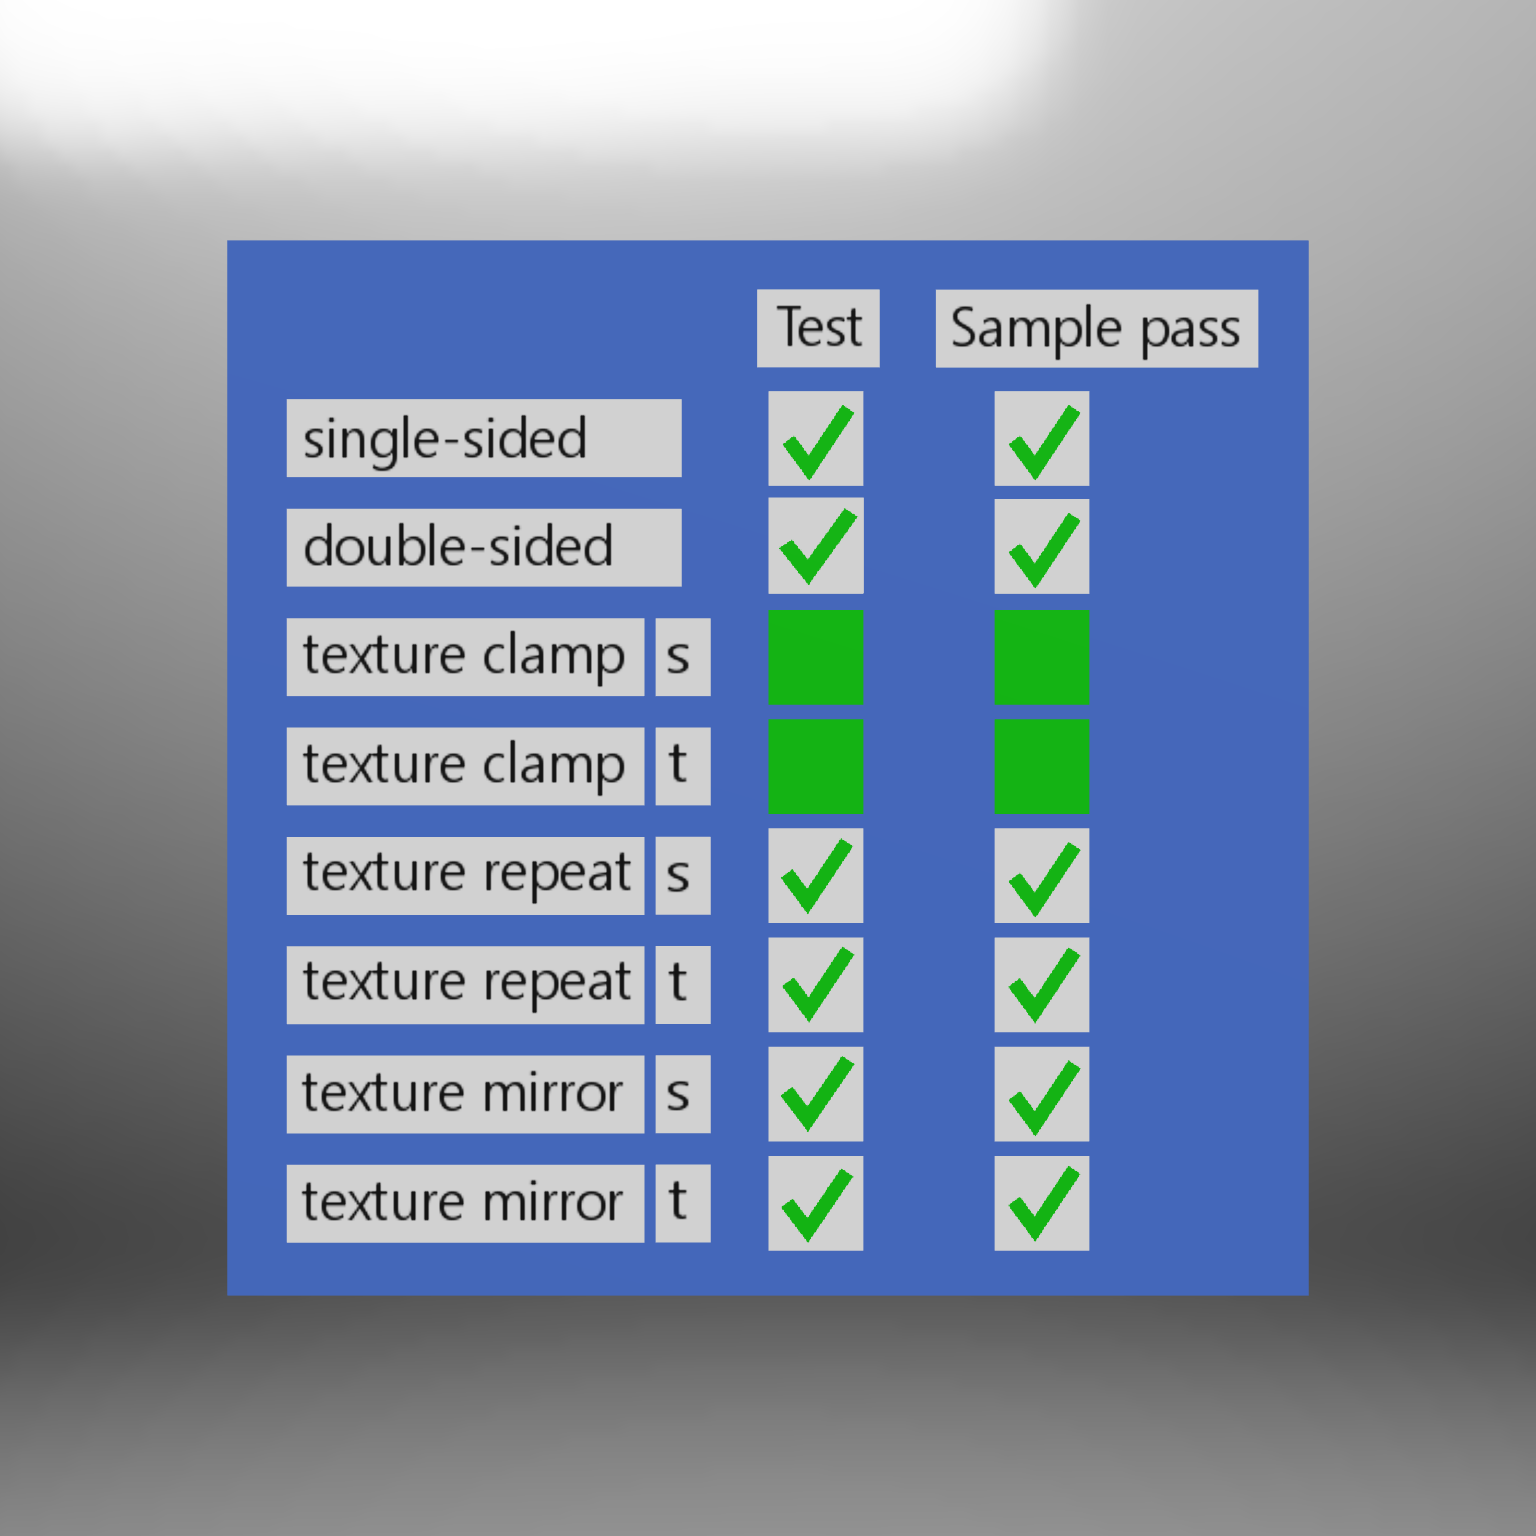 Test Sample pass
single-sided
double-sided
texture clamp s
texture clamp t
texture repeat s
texture repeat t
texture mirror s
texture mirror t